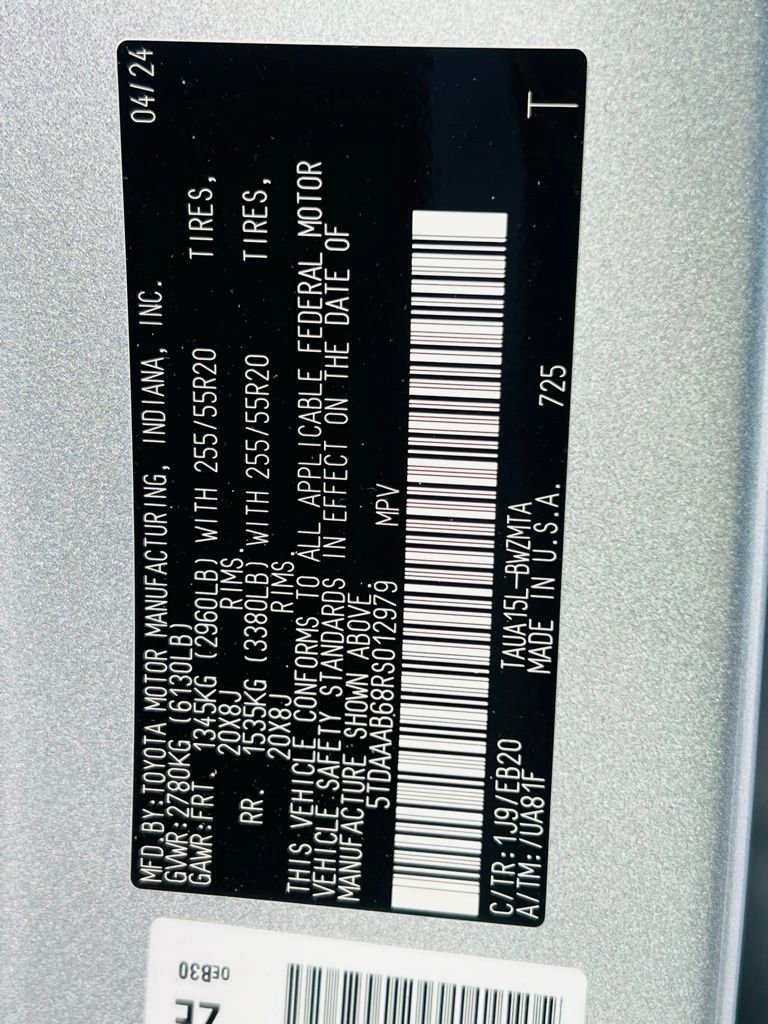 MFD.BY:TOYOTA MOTOR MANUFACTURING, INDIANA, INC. 04/24
GVWR:2780KG (6130LB)
GAWR:FRT. 1345KG (2960LB) WITH 255/55R20 TIRES,
20X8J RIMS.
RR. 1535KG (3380LB) WITH 255/55R20 TIRES,
20X8J RIMS.
THIS VEHICLE CONFORMS TO ALL APPLICABLE FEDERAL MOTOR
VEHICLE SAFETY STANDARDS IN EFFECT ON THE DATE OF
MANUFACTURE SHOWN ABOVE.
5TDAAAB68RS012979 MPV
C/TR:1J9/EB20 TAUA15L-BWZMTA T
A/TM:/UA81F MADE IN U.S.A. 725
0EB30